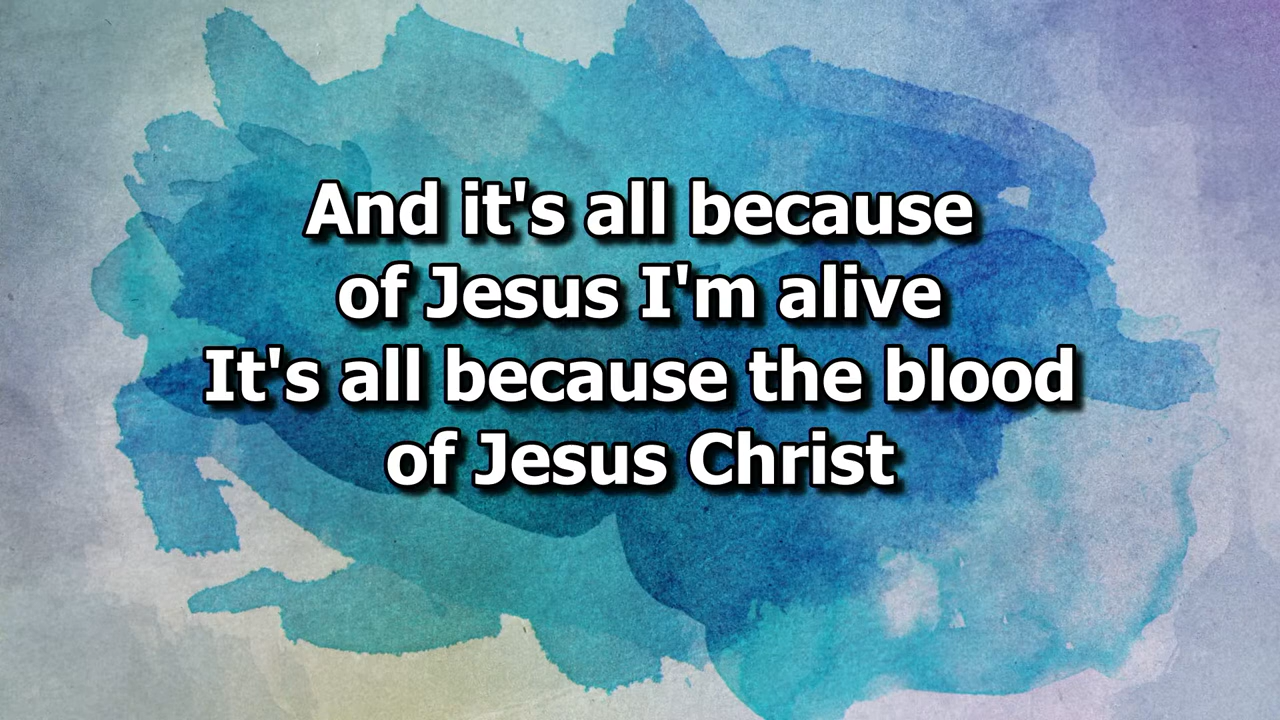 And it's all because
of Jesus I'm alive
It's all because the blood
of Jesus Christ